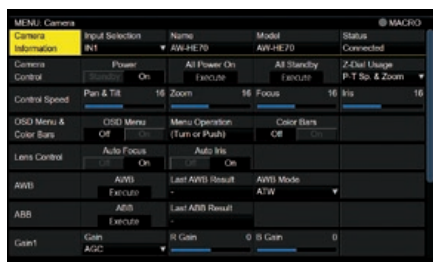 MENU: Camera MACRO
Camera Information Input Selection IN1 Name AW-HE70 Model AW-HE70 Status Connected
Camera Control Power Standby On All Power On Execute All Standby Execute Z-Dial Usage P-T Sp. & Zoom
Control Speed Pan & Tilt 16 Zoom 16 Focus 16 Iris 16
OSD Menu & Color Bars OSD Menu Off On Menu Operation (Turn or Push) Color Bars Off On
Lens Control Auto Focus Off On Auto Iris Off On
AWB AWB Execute Last AWB Result - AWB Mode ATW
ABB ABB Execute Last ABB Result -
Gain1 Gain AGC R Gain 0 B Gain 0